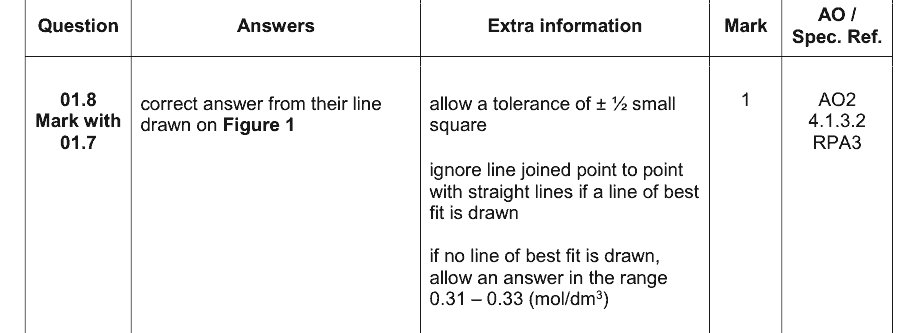 Question Answers Extra information Mark AO /
Spec. Ref.
01.8
Mark with
01.7
correct answer from their line
drawn on Figure 1
allow a tolerance of ± ½ small
square
ignore line joined point to point
with straight lines if a line of best
fit is drawn
if no line of best fit is drawn,
allow an answer in the range
0.31 – 0.33 (mol/dm³)
1
AO2
4.1.3.2
RPA3